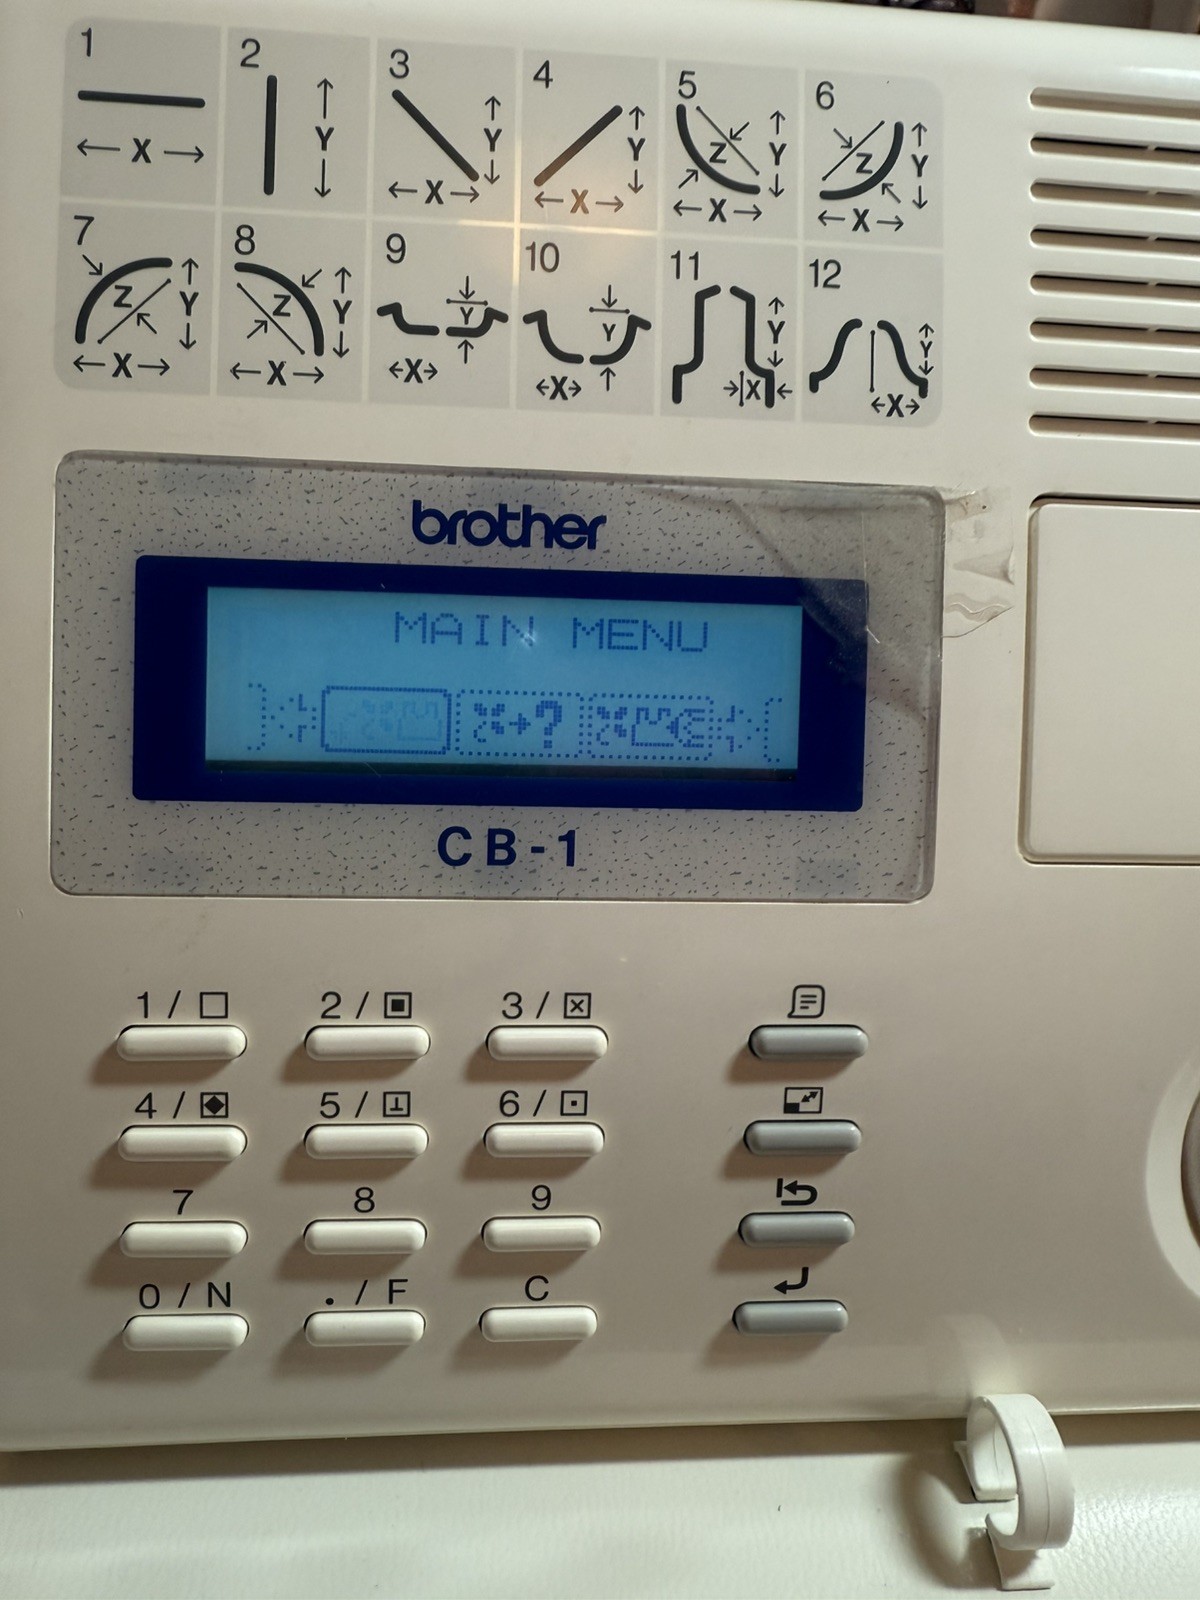 1 2 3 4 5 6
X Y X Y X Y Z Y X Z Y X
7 8 9 10 11 12
Z Y X Z Y X Y X Y X Y X Y X
brother
MAIN MENU
+?
CB-1
1 / 2 / 3 /
4 / 5 / 6 /
7 8 9
0 / N . / F C